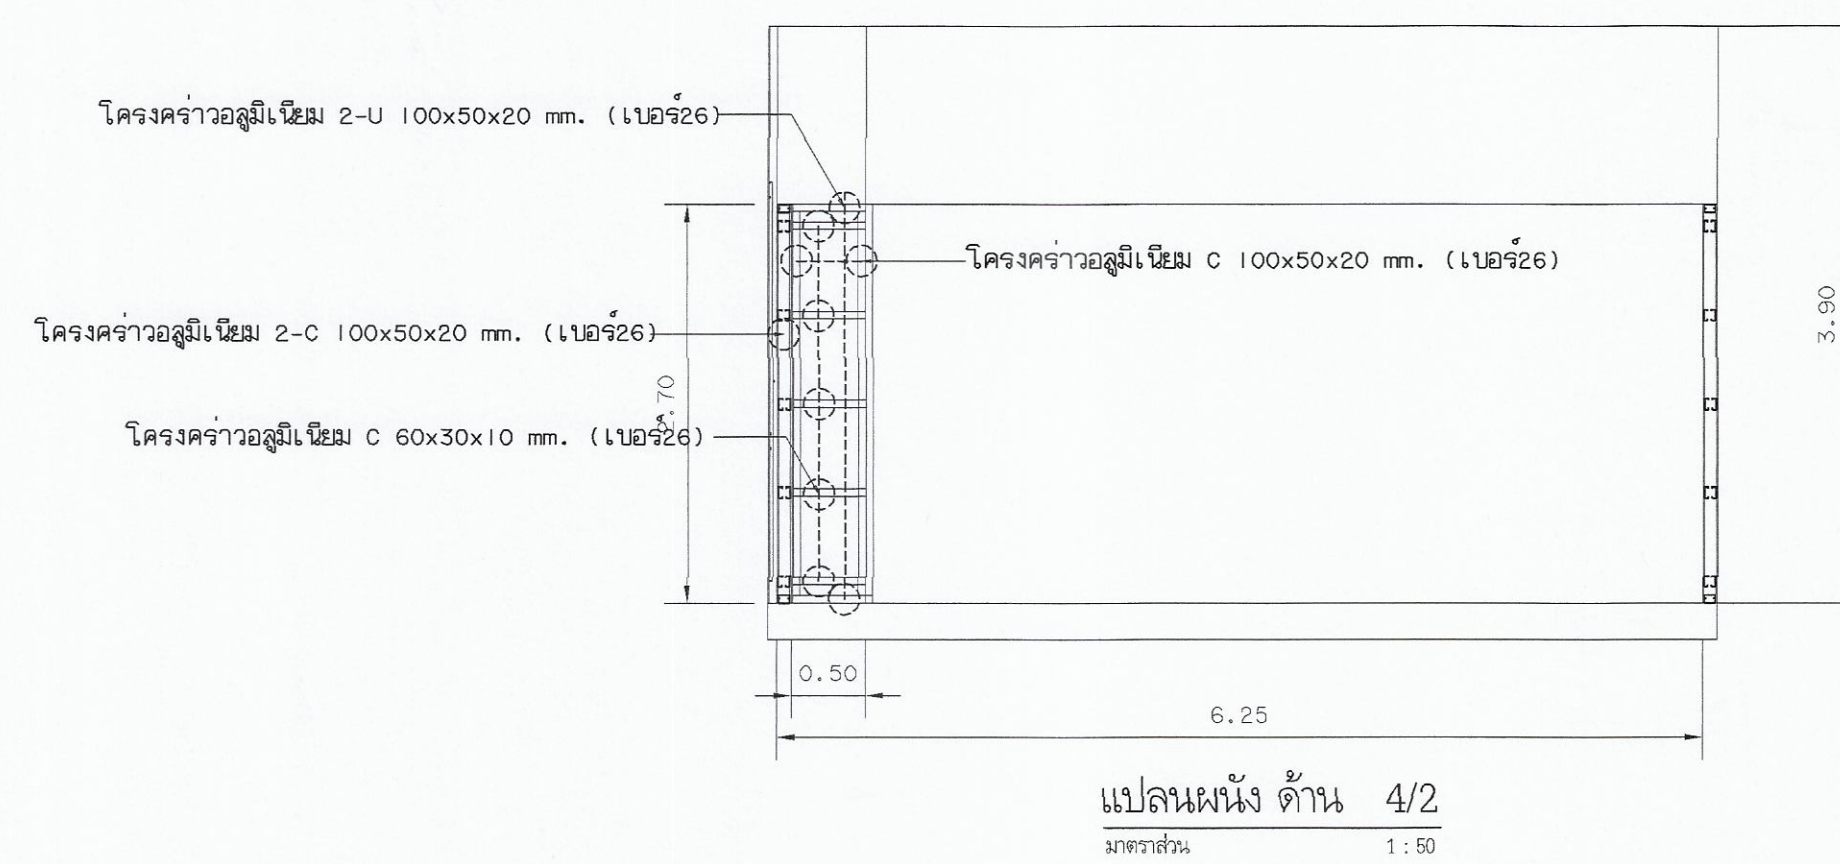 โครงคร่าวอลูมิเนียม 2-U 100x50x20 mm. (เบอร์26)
โครงคร่าวอลูมิเนียม C 100x50x20 mm. (เบอร์26)
3.90
โครงคร่าวอลูมิเนียม 2-C 100x50x20 mm. (เบอร์26)
2.70
โครงคร่าวอลูมิเนียม C 60x30x10 mm. (เบอร์26)
0.50
6.25
แปลนผนัง ด้าน 4/2
มาตราส่วน 1 : 50